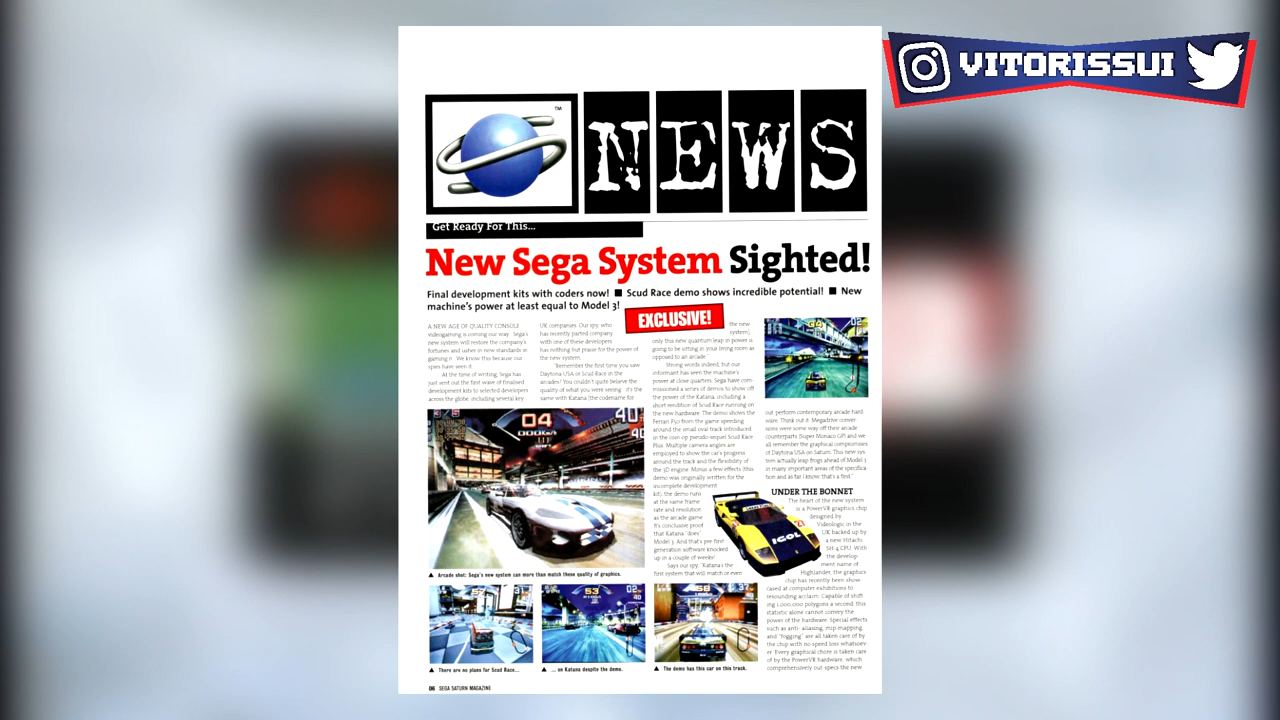 VITORISSUI
TM
NEWS
Get Ready For This...
New Sega System Sighted!
Final development kits with coders now! ■ Scud Race demo shows incredible potential! ■ New
machine's power at least equal to Model 3!
EXCLUSIVE!
A NEW AGE OF QUALITY CONSOLE
videogaming is coming our way. Sega's
new system will restore the company's
fortunes and usher in new standards in
gaming it. We know this because our
spies have seen it.
At the time of writing, Sega has
just sent out the first wave of finalised
development kits to selected developers
across the globe, including several key
UK companies. Our spy, who
has recently parted company
with one of these developers
has nothing but praise for the power of
the new system.
"Remember the first time you saw
Daytona USA or Scud Race in the
arcades? You couldn't quite believe the
quality of what you were seeing - it's the
same with Katana [the codename for
the new
system],
only this new quantum leap in power is
going to be sitting in your living room as
opposed to an arcade."
Strong words indeed, but our
informant has seen the machine's
power at close quarters. Sega have com-
missioned a series of demos to show off
the power of the Katana, including a
short rendition of Scud Race running on
the new hardware. The demo shows the
Ferrari F40 from the game speeding
around the small oval track introduced
in the coin op pseudo-sequel Scud Race
Plus. Multiple camera angles are
employed to show the car's progress
around the track and the flexibility of
the 3D engine. Minus a few effects (this
demo was originally written for the
incomplete development
kit), the demo runs
at the same frame
rate and resolution
as the arcade game.
It's conclusive proof
that Katana "does"
Model 3. And that's pre first
generation software knocked
up in a couple of weeks!
Says our spy, "Katana's the
first system that will match or even
out-perform contemporary arcade hard
ware. Think out it. Megadrive conver
sions were some way off their arcade
counterparts (Super Monaco GP) and we
all remember the graphical compromises
of Daytona USA on Saturn. This new sys-
tem actually leap frogs ahead of Model 3
in many important areas of the specifica
tion and as far I know, that's a first."
UNDER THE BONNET
The heart of the new system
is a PowerVR graphics chip
designed by
Videologic in the
UK backed up by
a new Hitachi
SH-4 CPU. With
the develop-
ment name of
Highlander, the graphics
chip has recently been show-
cased at computer exhibitions to
resounding acclaim. Capable of shift
ing 1,000,000 polygons a second, this
statistic alone cannot convey the
power of the hardware. Special effects
such as anti-aliasing, mip-mapping,
and "fogging" are all taken care of by
the chip with no speed loss whatsoev
er. Every graphical chore is taken care
of by the PowerVR hardware, which
comprehensively out-specs the new
IGOL
▲ Arcade shot: Sega's new system can more than match these quality of graphics.
▲ There are no plans for Scud Race...
▲ ... on Katana despite the demo.
▲ The demo has this car on this track.
06 SEGA SATURN MAGAZINE